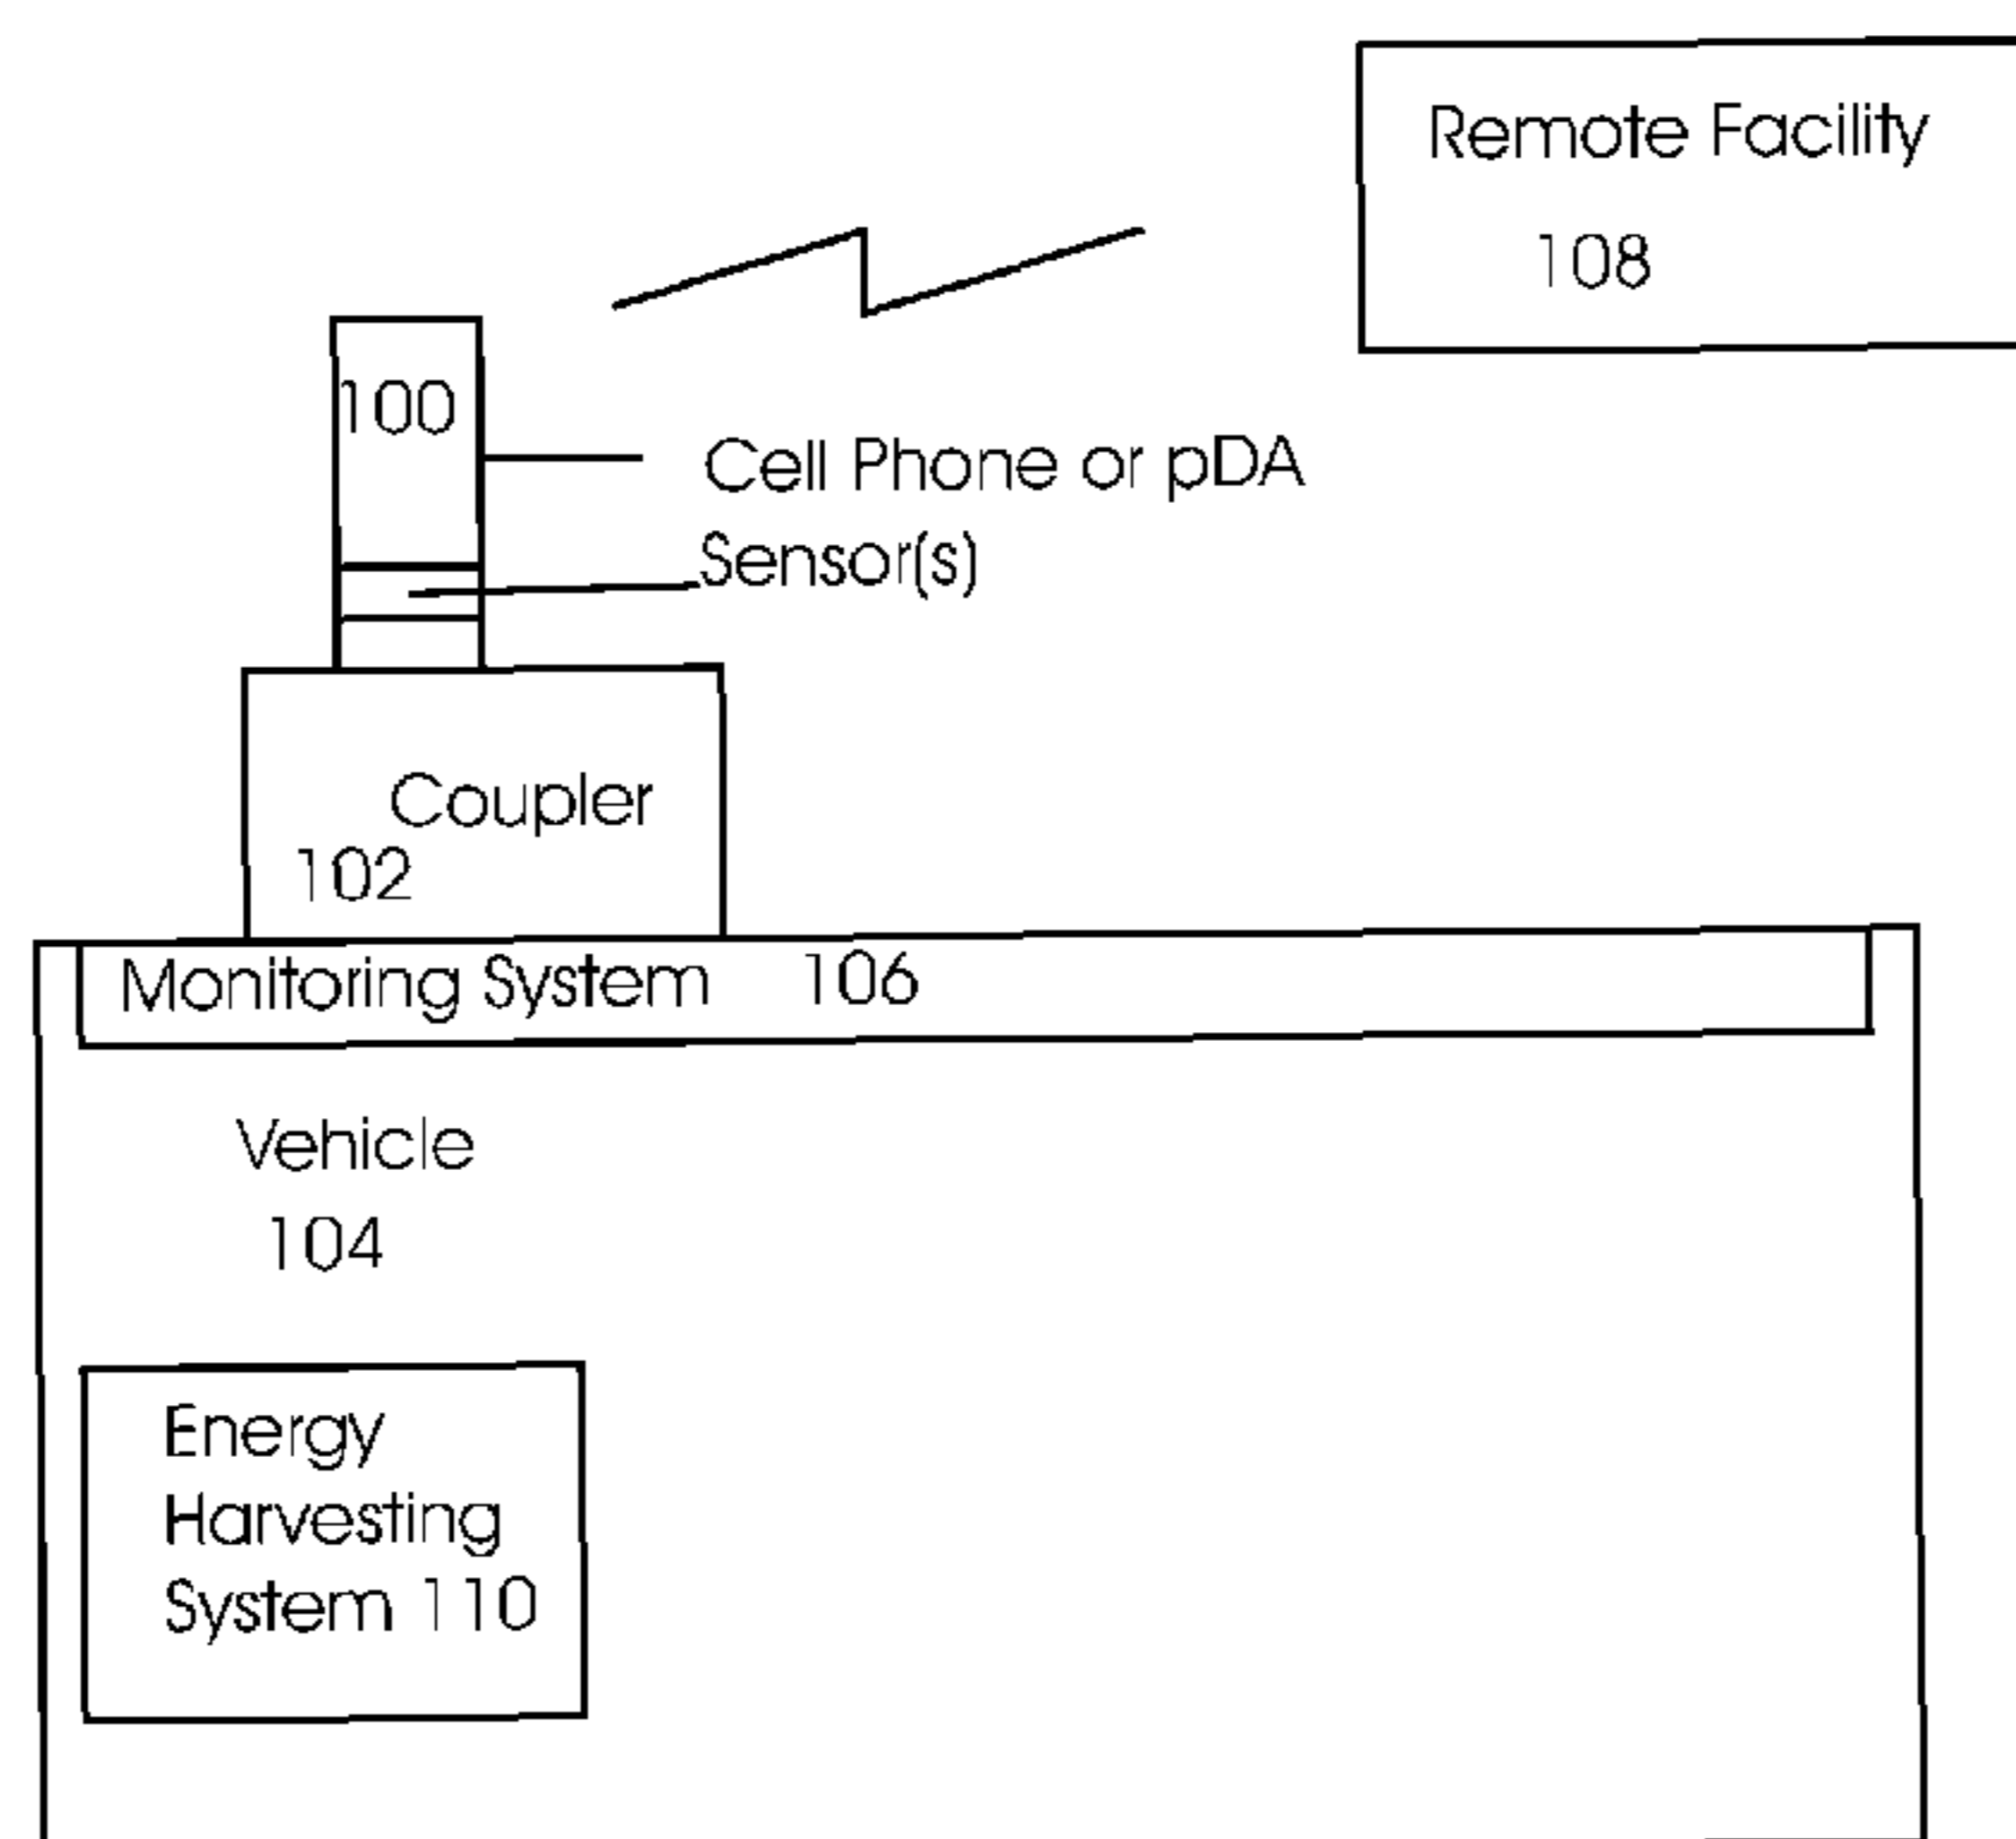 Remote Facility
108
100
Cell Phone or pDA
Sensor(s)
Coupler
102
Monitoring System 106
Vehicle
104
Energy
Harvesting
System 110